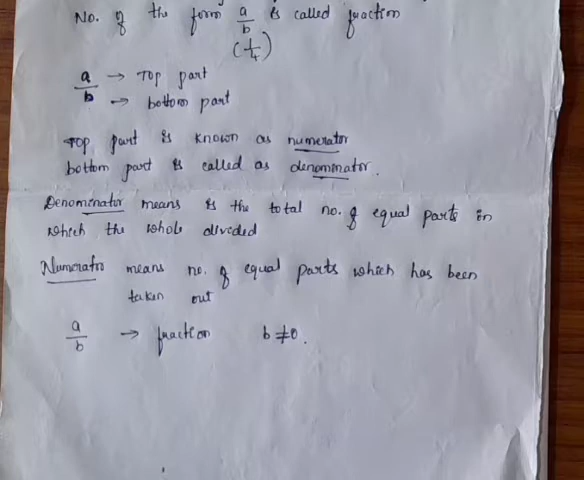 No. of the form a/b is called fraction
(1/4)
a/b → Top part
→ bottom part
Top part is known as numerator
bottom part is called as denominator.
Denominator means is the total no. of equal parts in
which the whole divided
Numerator means no. of equal parts which has been
taken out
a/b → fraction b ≠ 0.